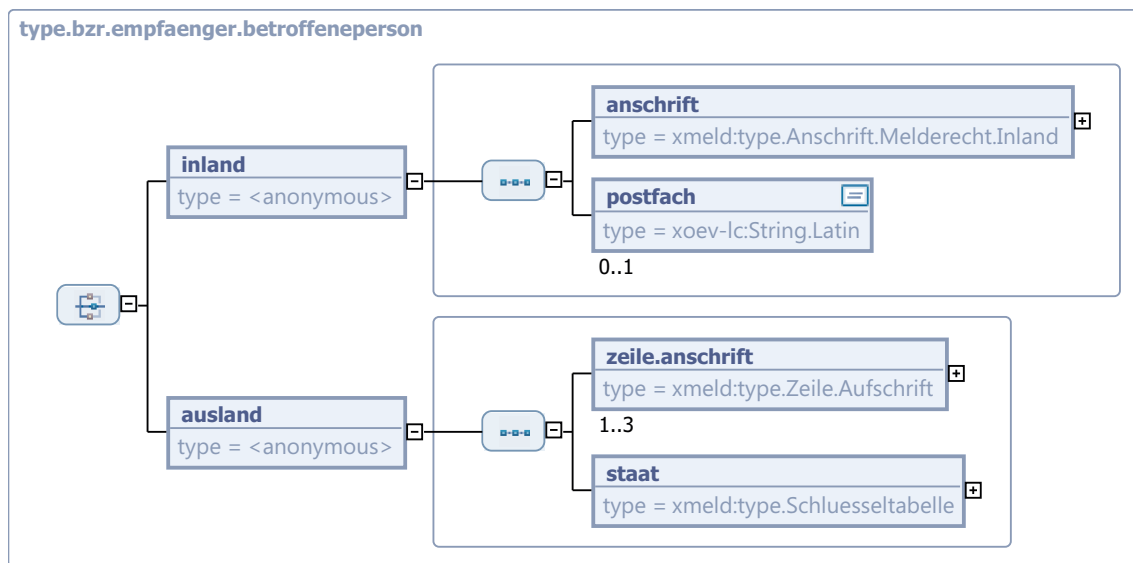 type.bzr.empfaenger.betroffeneperson
anschrift
type = xmeld:type.Anschrift.Melderecht.Inland
inland
type = <anonymous>
postfach
type = xoev-lc:String.Latin
0..1
zeile.anschrift
type = xmeld:type.Zeile.Aufschrift
1..3
ausland
type = <anonymous>
staat
type = xmeld:type.Schluesseltabelle